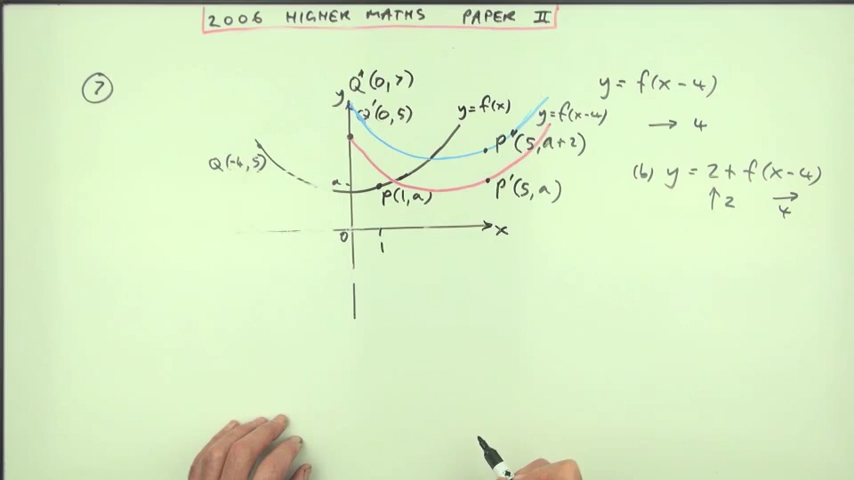 2006 HIGHER MATHS PAPER II
7
Q"(0,7)
y
Q'(0,5)
y=f(x)
y=f(x-4)
y = f(x-4)
→ 4
P"(5,a+2)
Q(-4,5)
(b) y = 2 + f(x-4)
↑2 → 4
a
P(1,a)
P'(5,a)
0
1
x